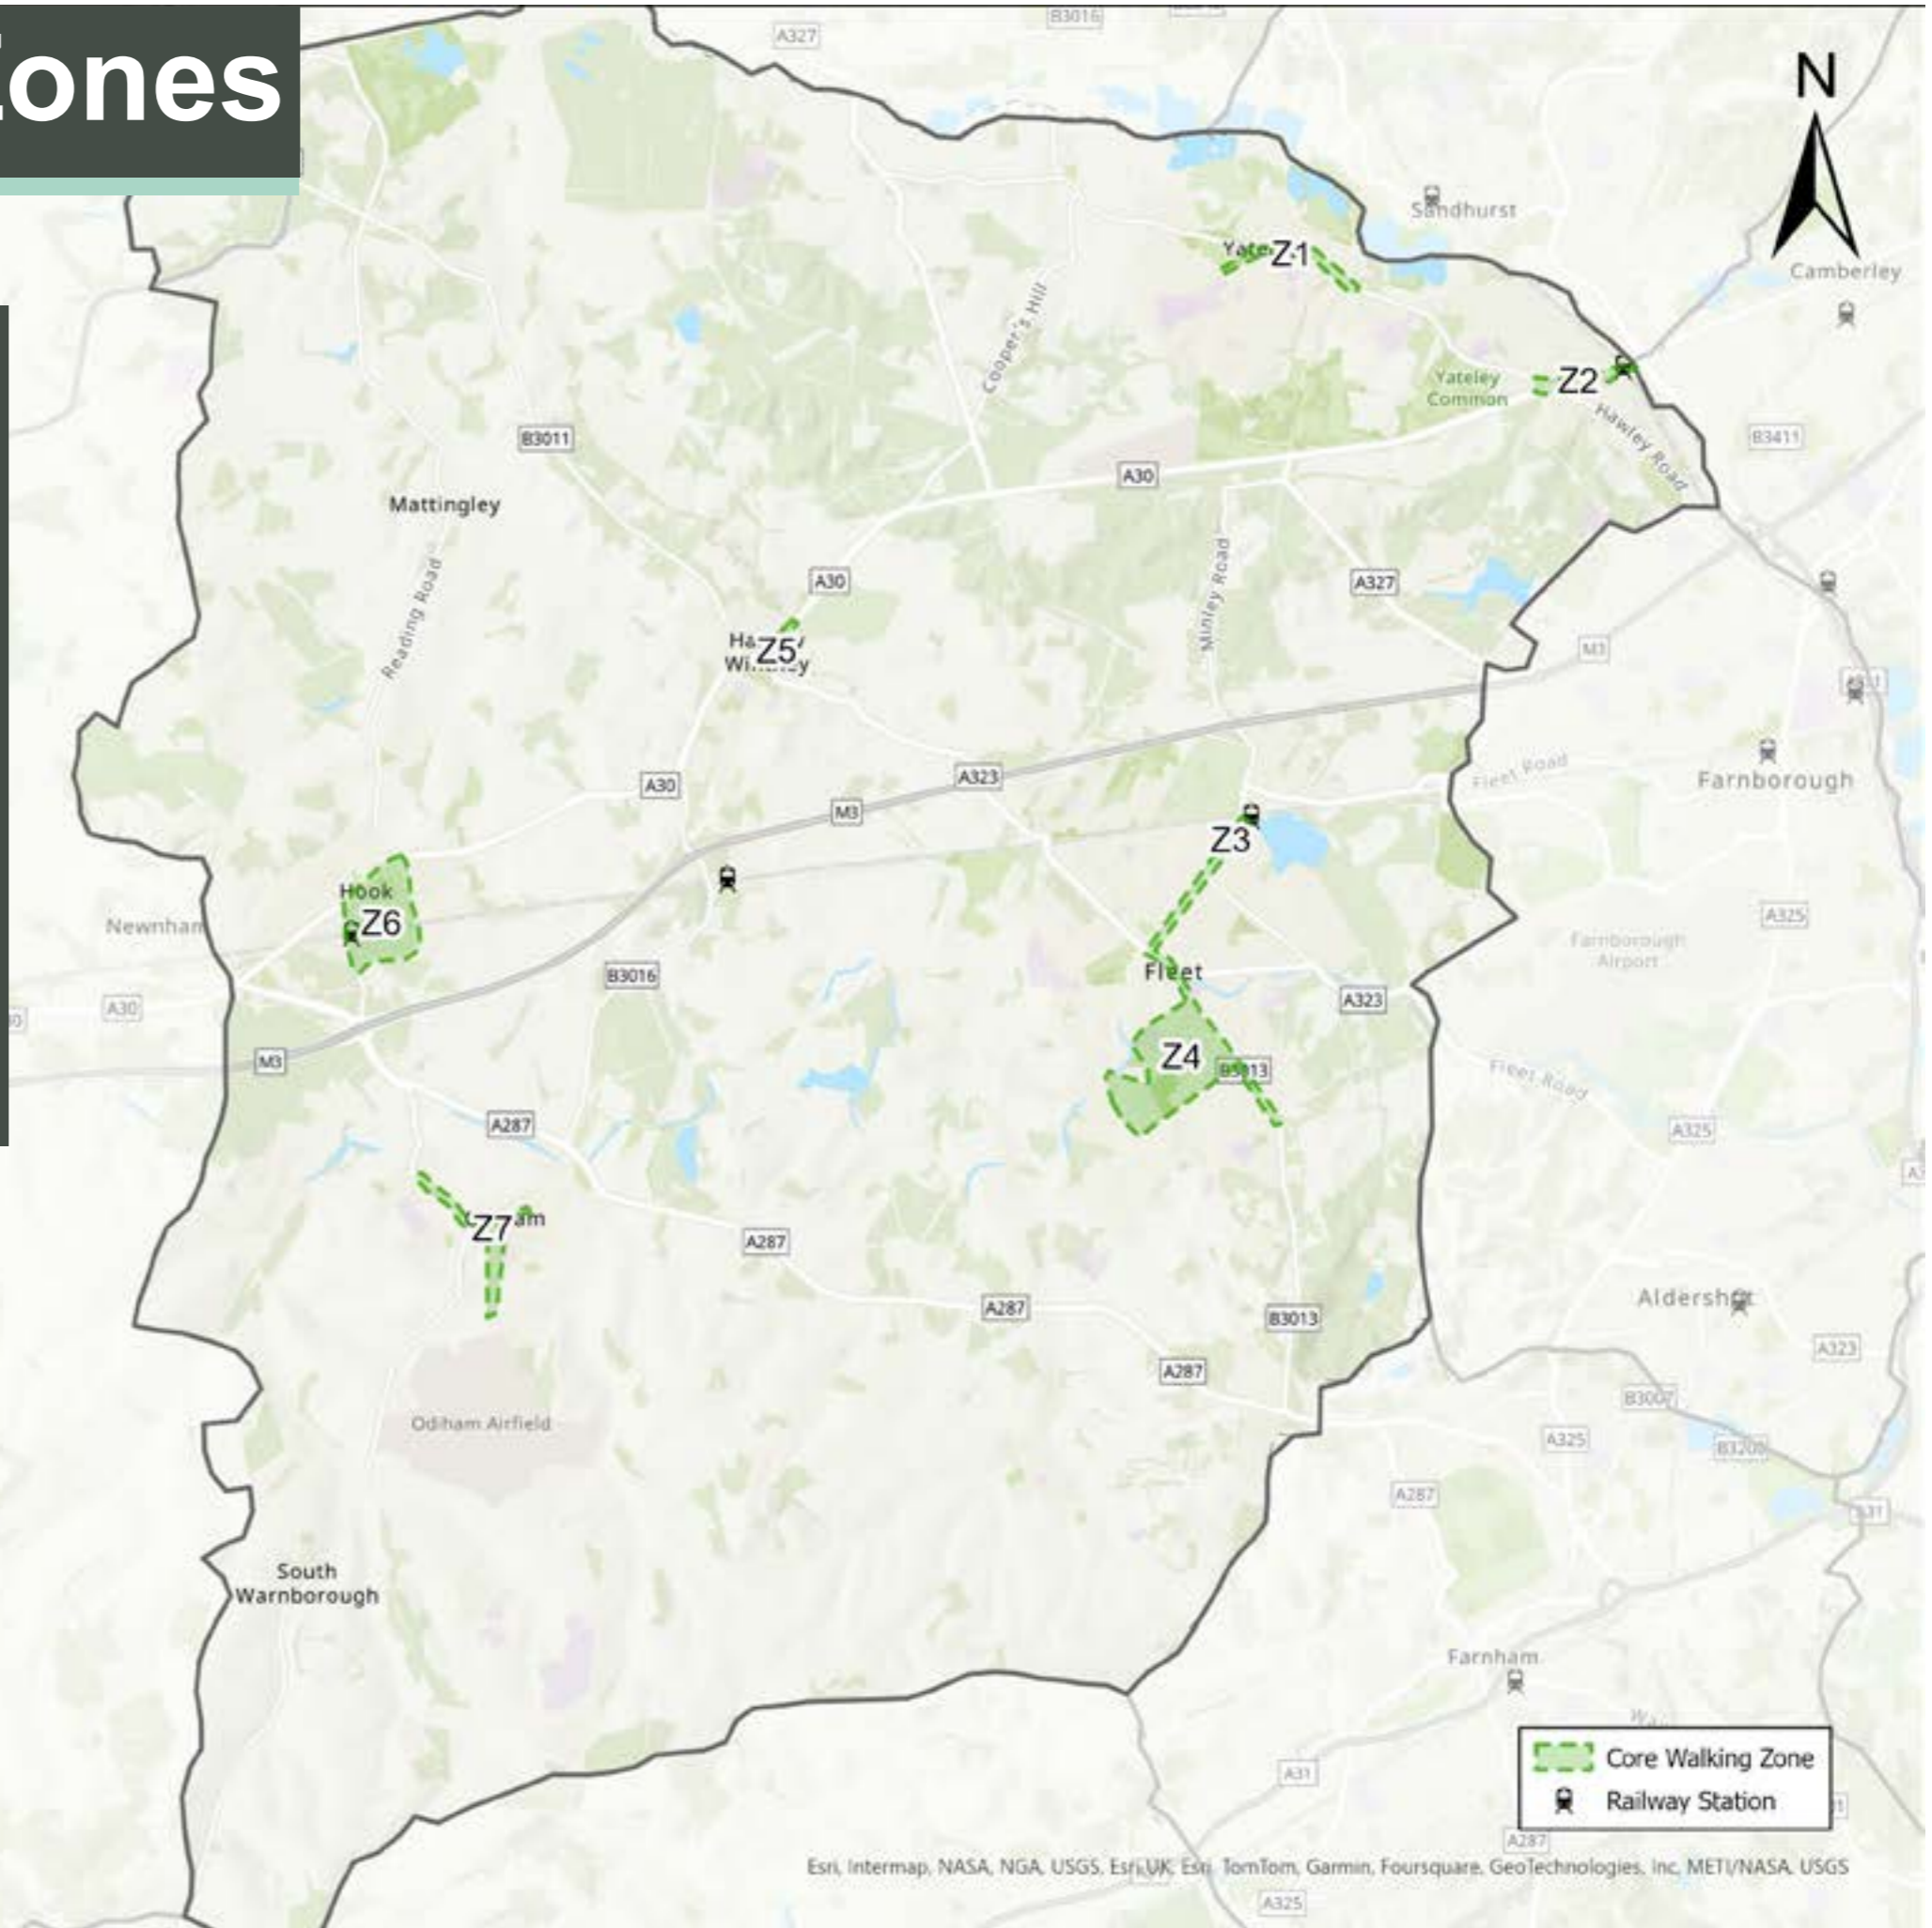 ones
N
B3016
A327
Sandhurst
Z1
Camberley
Cooper's Hill
Yateley
Common
Z2
Hawley Road
B3411
B3011
A30
Mattingley
Reading Road
A30
Minley Road
A327
Z5
M3
A323
A30
M3
Fleet Road
Farnborough
Z3
Hook
Z6
Newnham
A325
Farnborough
Airport
Fleet
B3016
A323
A30
M3
Z4
B3013
Fleet Road
A287
A325
Z7
A287
A287
B3013
Aldershot
A323
A287
B3007
Odiham Airfield
A325
B3200
A287
South
Warnborough
Farnham
Core Walking Zone
A31
Railway Station
A287
Esri, Intermap, NASA, NGA, USGS, Esri UK, Esri, TomTom, Garmin, Foursquare, GeoTechnologies, Inc, METI/NASA, USGS
A325